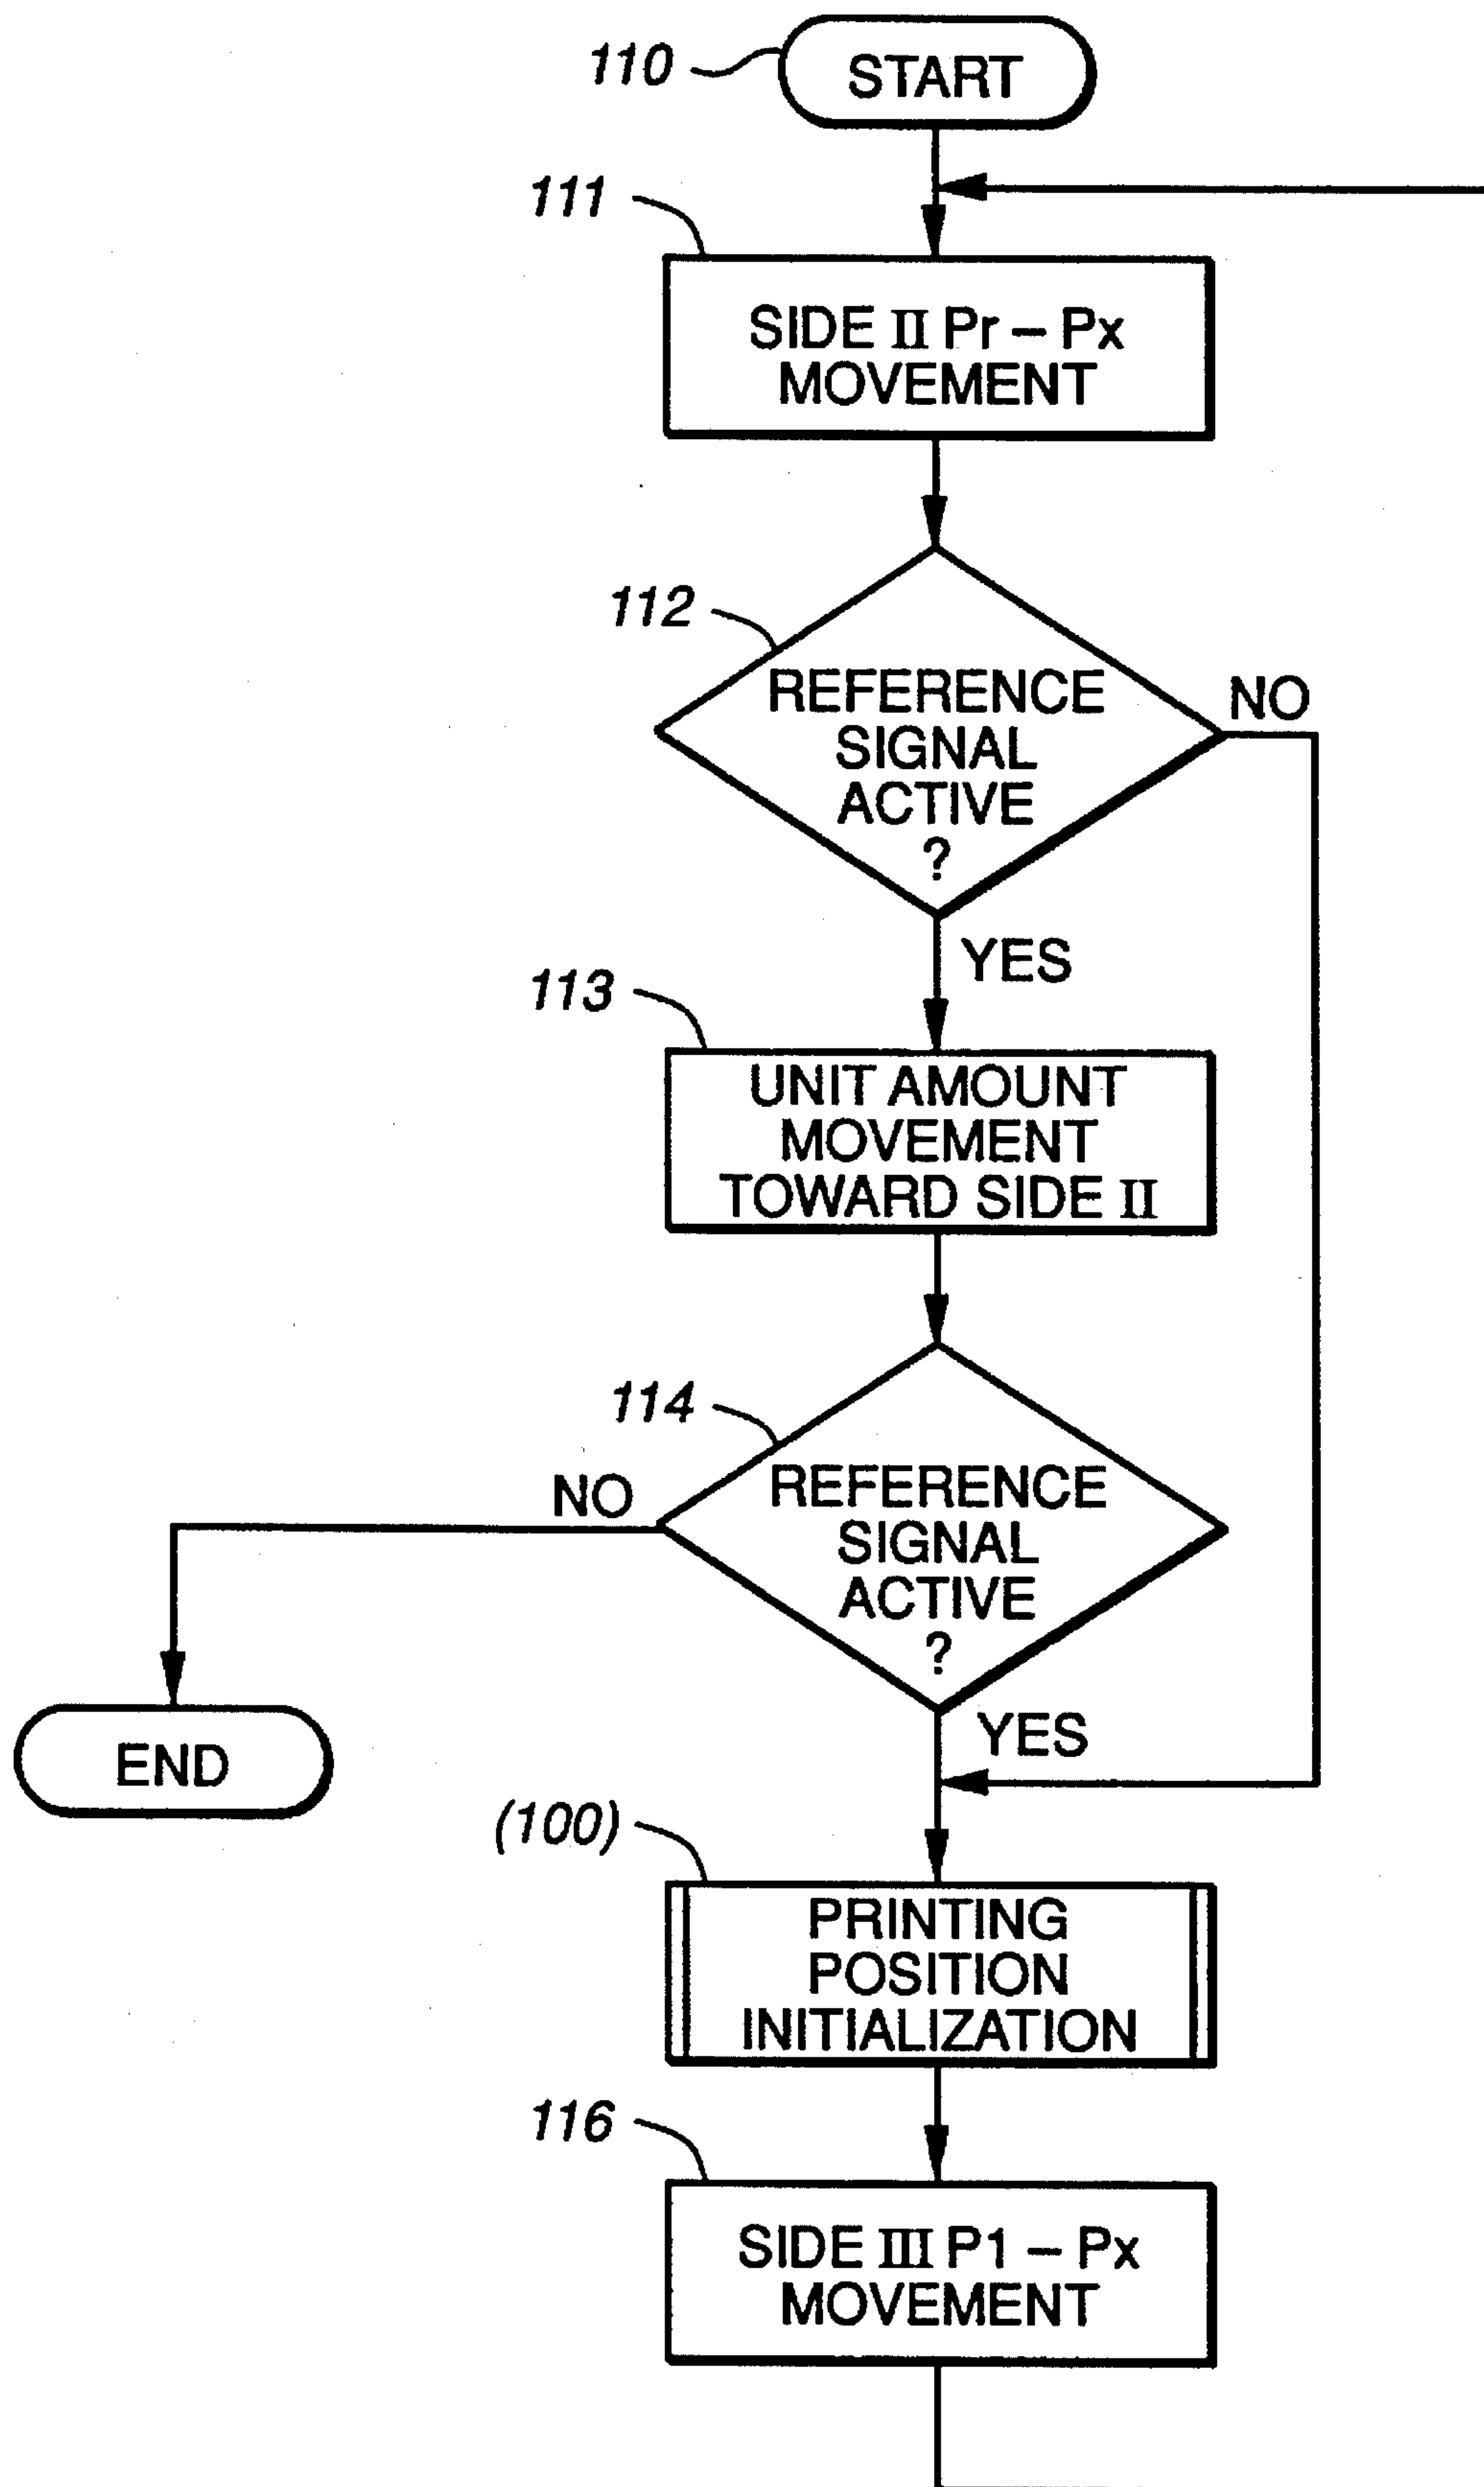 110
START
111
SIDE II Pr – Px
MOVEMENT
112
REFERENCE
SIGNAL
ACTIVE
?
NO
YES
113
UNIT AMOUNT
MOVEMENT
TOWARD SIDE II
114
REFERENCE
SIGNAL
ACTIVE
?
NO
YES
END
(100)
PRINTING
POSITION
INITIALIZATION
116
SIDE III P1 – Px
MOVEMENT